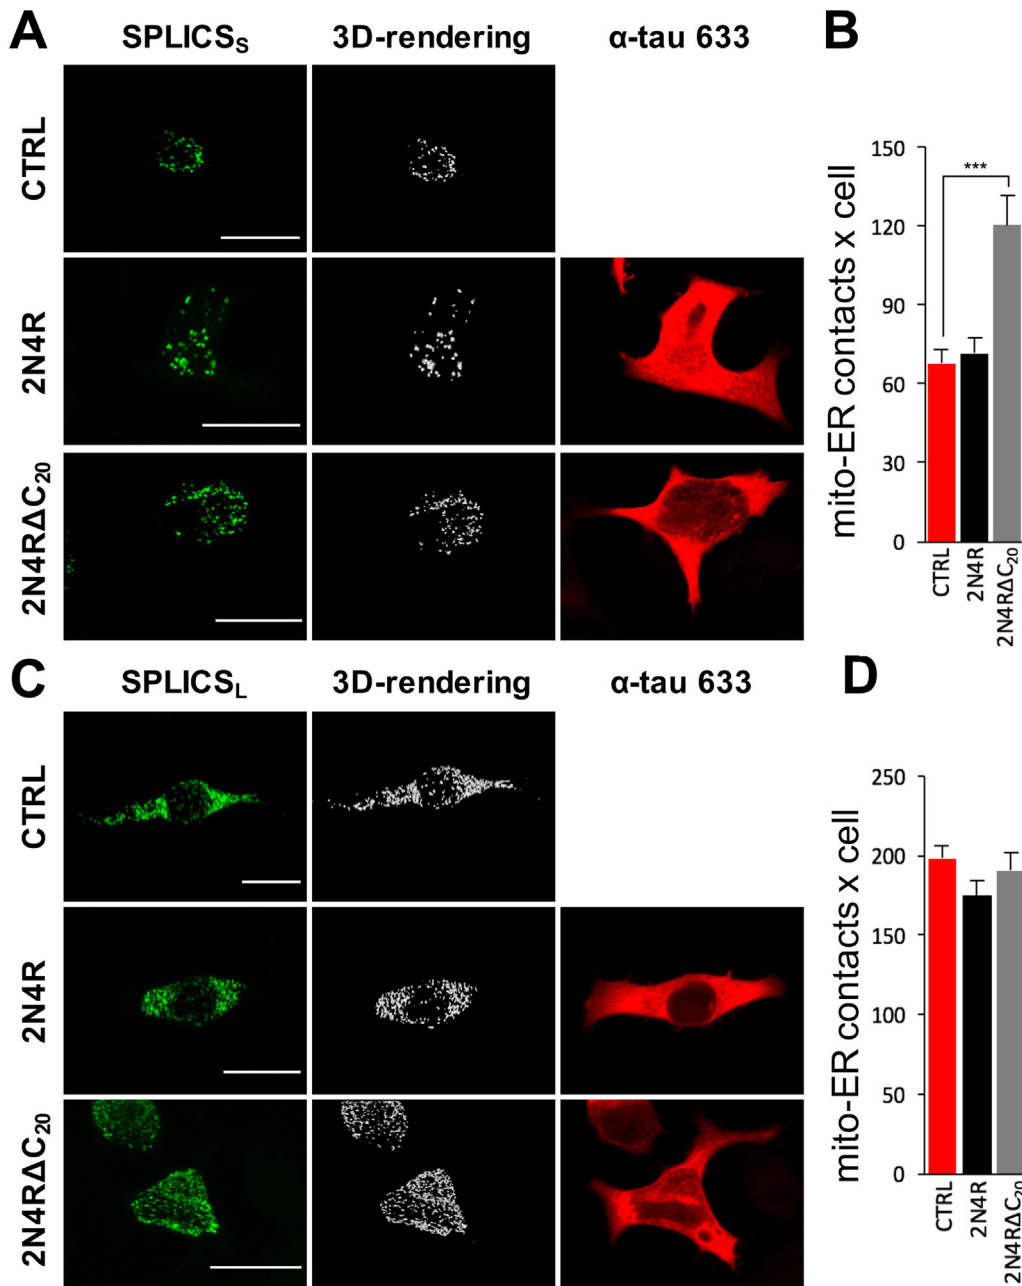 A
SPLICSS
3D-rendering
α-tau 633
B
CTRL
2N4R
2N4RΔC20
mito-ER contacts x cell
150
120
90
60
30
0
***
CTRL
2N4R
2N4RΔC20
C
SPLICSL
3D-rendering
α-tau 633
D
CTRL
2N4R
2N4RΔC20
mito-ER contacts x cell
250
200
150
100
50
0
CTRL
2N4R
2N4RΔC20